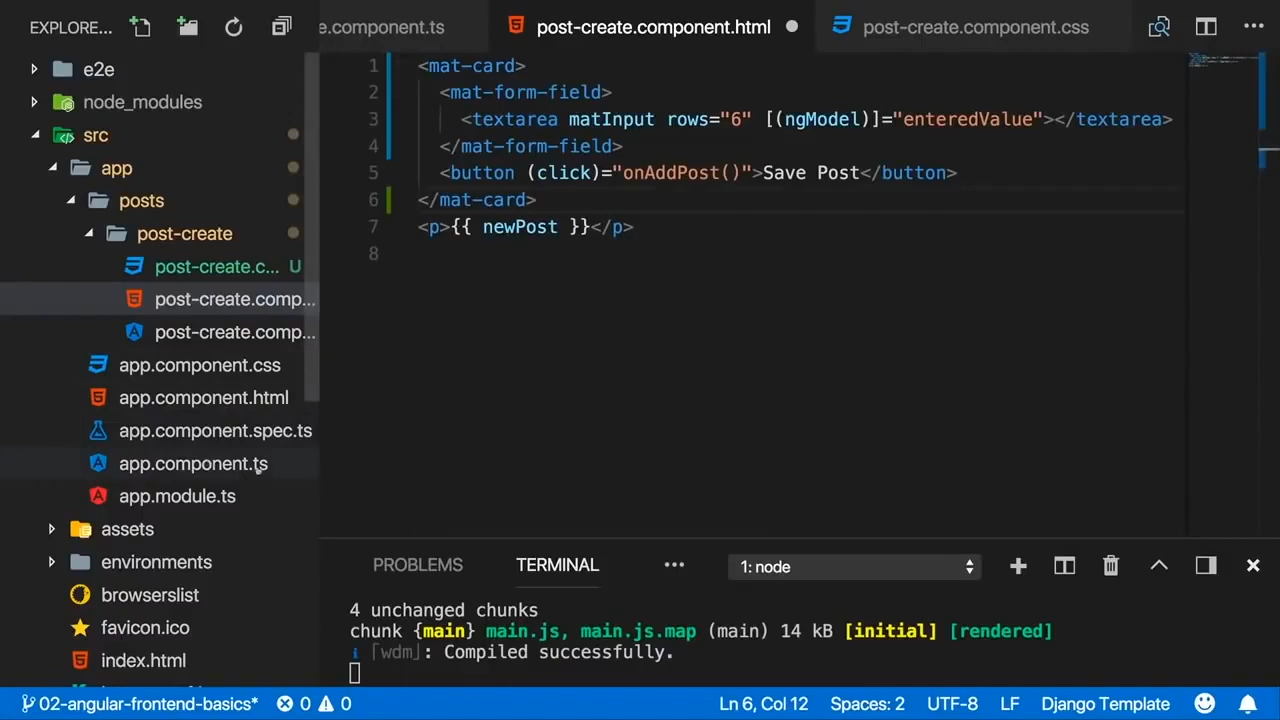 EXPLORE...
e.component.ts
post-create.component.html
post-create.component.css
e2e
node_modules
src
app
posts
post-create
post-create.c... U
post-create.comp...
post-create.comp...
app.component.css
app.component.html
app.component.spec.ts
app.component.ts
app.module.ts
assets
environments
browserslist
favicon.ico
index.html
1 <mat-card>
2 <mat-form-field>
3 <textarea matInput rows="6" [(ngModel)]="enteredValue"></textarea>
4 </mat-form-field>
5 <button (click)="onAddPost()">Save Post</button>
6 </mat-card>
7 <p>{{ newPost }}</p>
8
PROBLEMS TERMINAL ... 1: node
4 unchanged chunks
chunk {main} main.js, main.js.map (main) 14 kB [initial] [rendered]
i ｢wdm｣: Compiled successfully.
02-angular-frontend-basics* 0 0 Ln 6, Col 12 Spaces: 2 UTF-8 LF Django Template